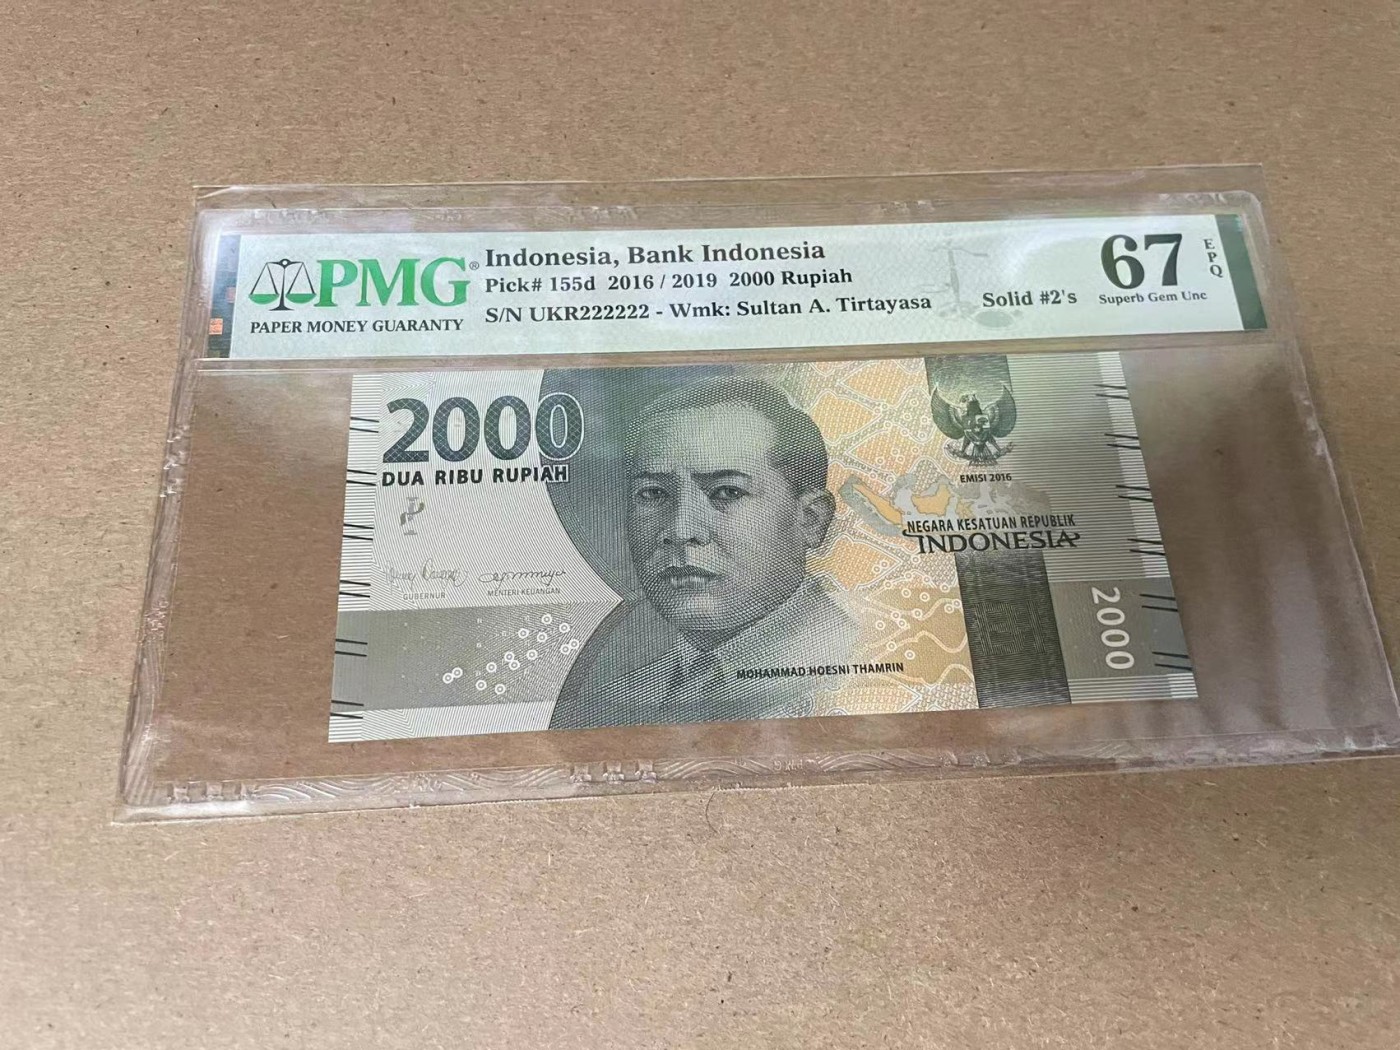 PMG®
PAPER MONEY GUARANTY
Indonesia, Bank Indonesia
Pick# 155d 2016 / 2019 2000 Rupiah
S/N UKR222222 - Wmk: Sultan A. Tirtayasa
Solid #2's
67
Superb Gem Unc
EPQ
2000
DUA RIBU RUPIAH
GUBERNUR
MENTERI KEUANGAN
EMISI 2016
NEGARA KESATUAN REPUBLIK
INDONESIA
2000
MOHAMMAD HOESNI THAMRIN